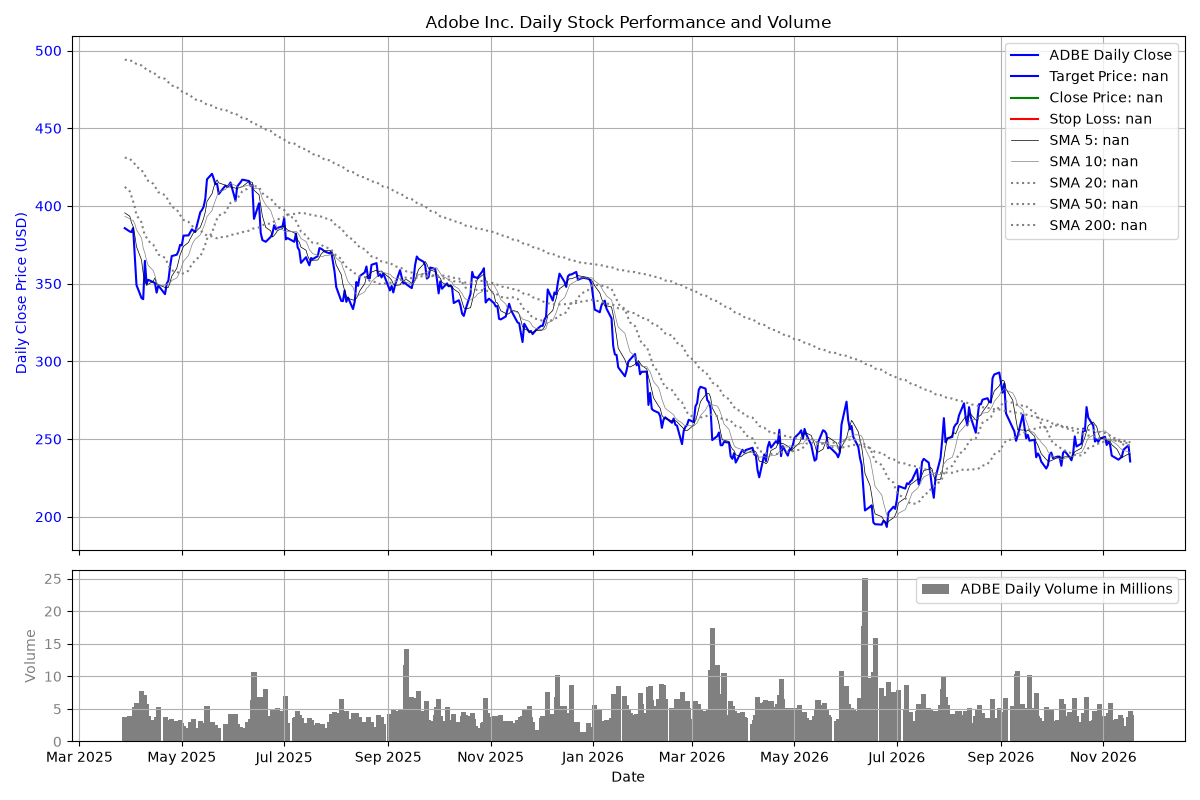 Adobe Inc. Daily Stock Performance and Volume
500
450
400
350
300
250
200
Daily Close Price (USD)
ADBE Daily Close
Target Price: nan
Close Price: nan
Stop Loss: nan
SMA 5: nan
SMA 10: nan
SMA 20: nan
SMA 50: nan
SMA 200: nan
25
20
15
10
5
0
Volume
ADBE Daily Volume in Millions
Mar 2025 May 2025 Jul 2025 Sep 2025 Nov 2025 Jan 2026 Mar 2026 May 2026 Jul 2026 Sep 2026 Nov 2026
Date